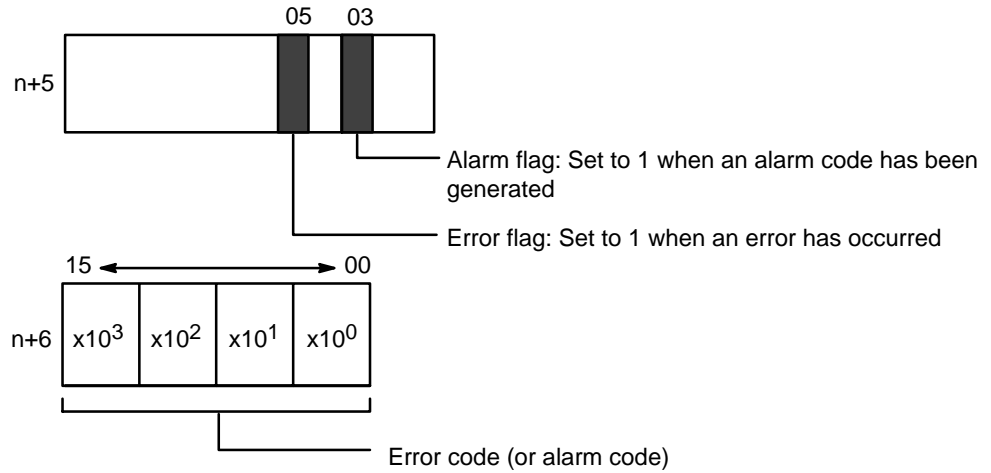 05 03
n+5
Alarm flag: Set to 1 when an alarm code has been
generated
Error flag: Set to 1 when an error has occurred
15 00
n+6 x10³ x10² x10¹ x10⁰
Error code (or alarm code)